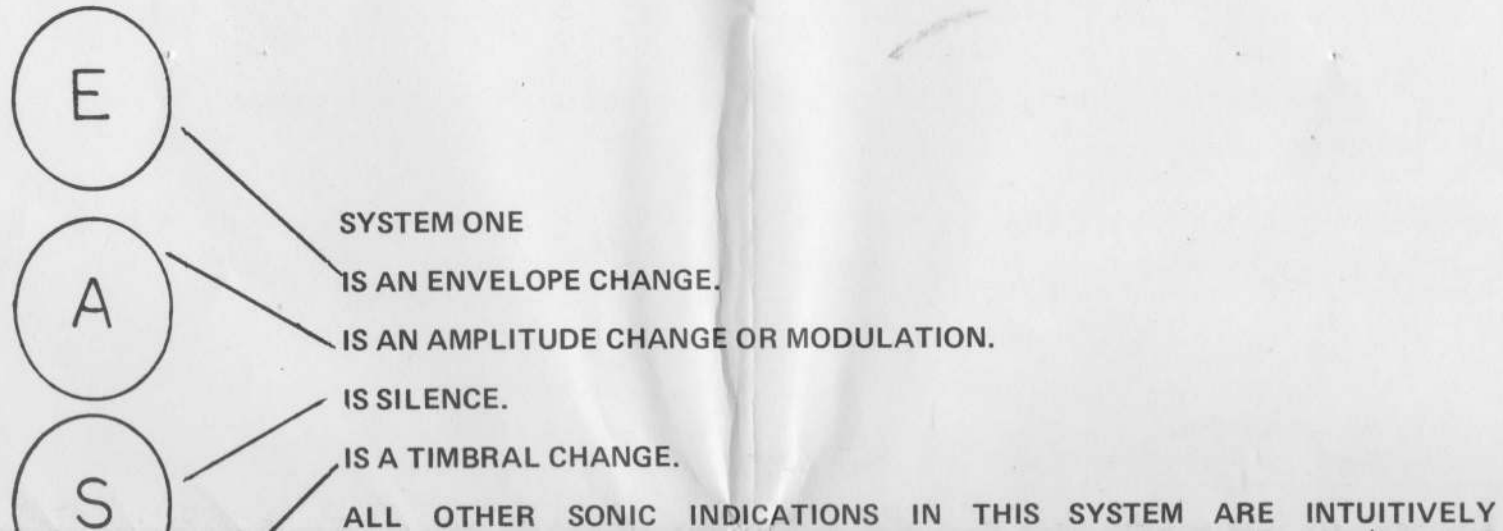 E
SYSTEM ONE
IS AN ENVELOPE CHANGE.
A
IS AN AMPLITUDE CHANGE OR MODULATION.
IS SILENCE.
IS A TIMBRAL CHANGE.
S
ALL OTHER SONIC INDICATIONS IN THIS SYSTEM ARE INTUITIVELY